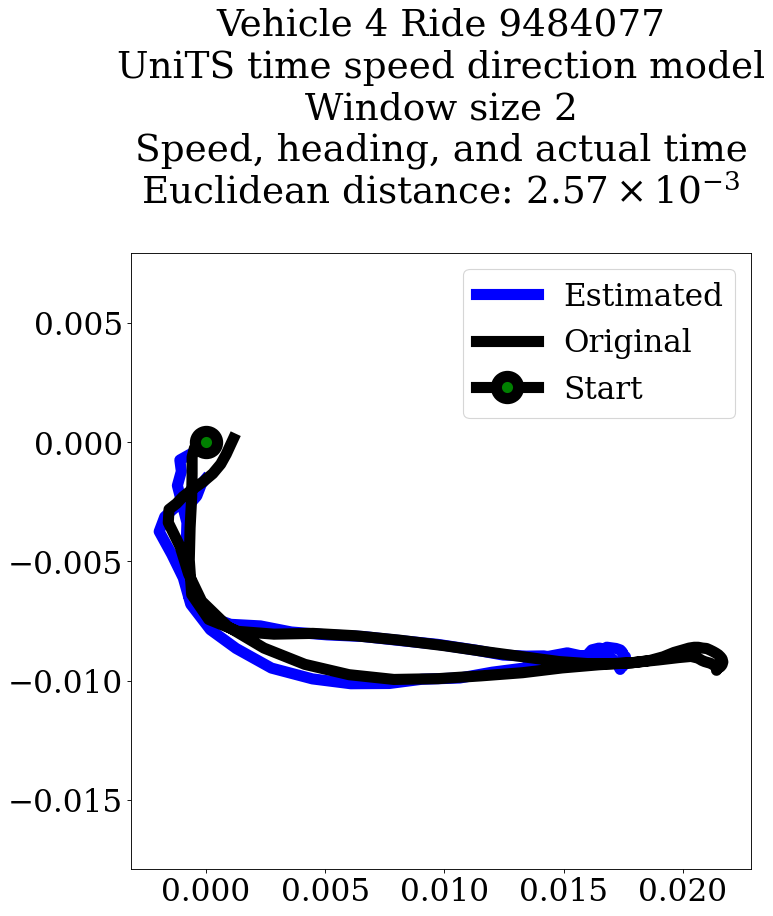 Vehicle 4 Ride 9484077
UniTS time speed direction model
Window size 2
Speed, heading, and actual time
Euclidean distance: 2.57 × 10⁻³
Estimated
Original
Start
0.005
0.000
−0.005
−0.010
−0.015
0.000 0.005 0.010 0.015 0.020